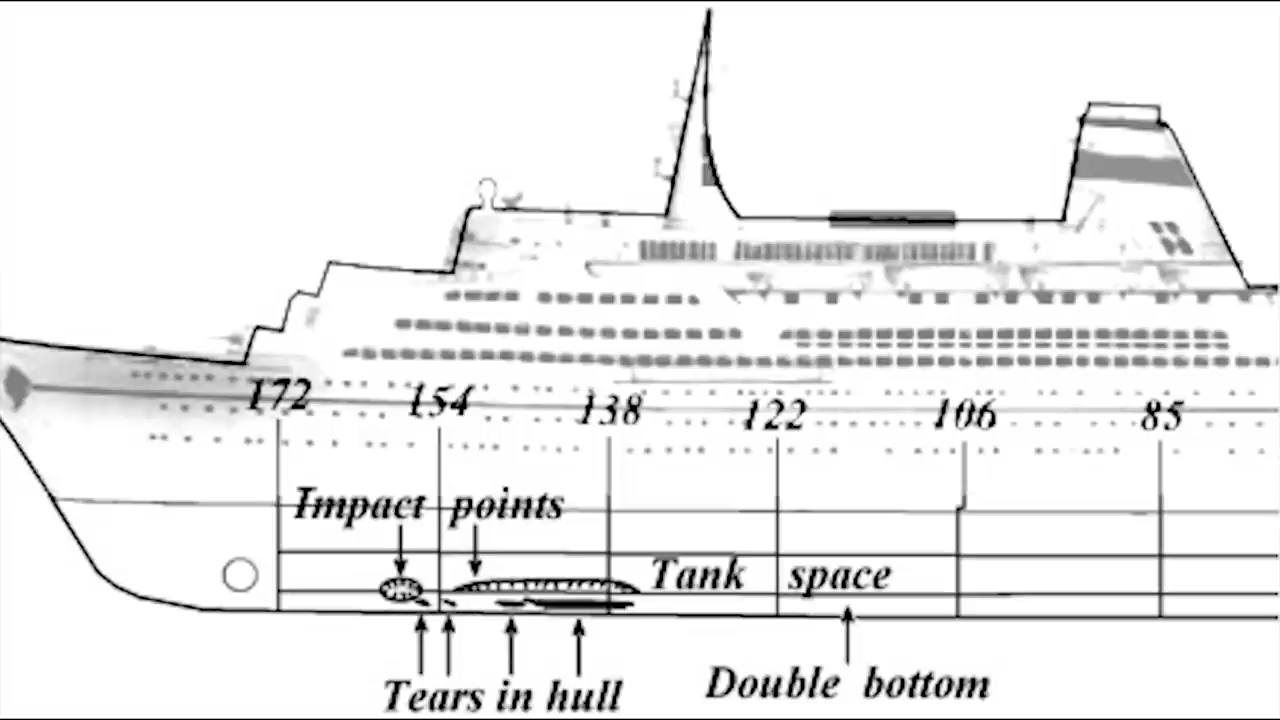 172 154 138 122 106 85
Impact points
Tank space
Double bottom
Tears in hull